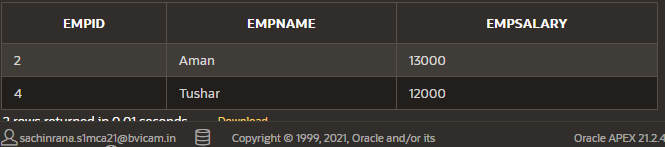 EMPID EMPNAME EMPSALARY
2 Aman 13000
4 Tushar 12000
2 rows returned in 0.01 seconds Download
sachinrana.s1mca21@bvicam.in Copyright © 1999, 2021, Oracle and/or its Oracle APEX 21.2.4